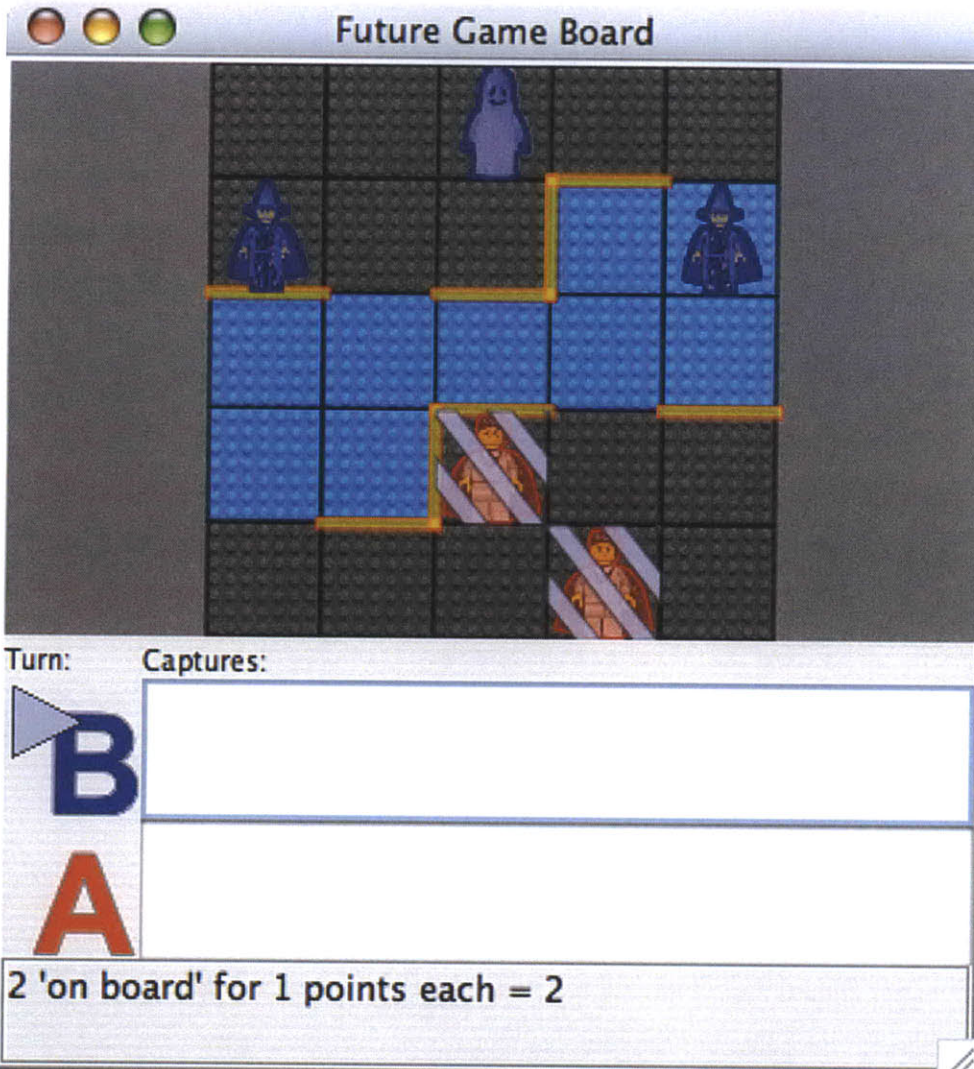 Future Game Board
Turn:
Captures:
B
A
2 'on board' for 1 points each = 2